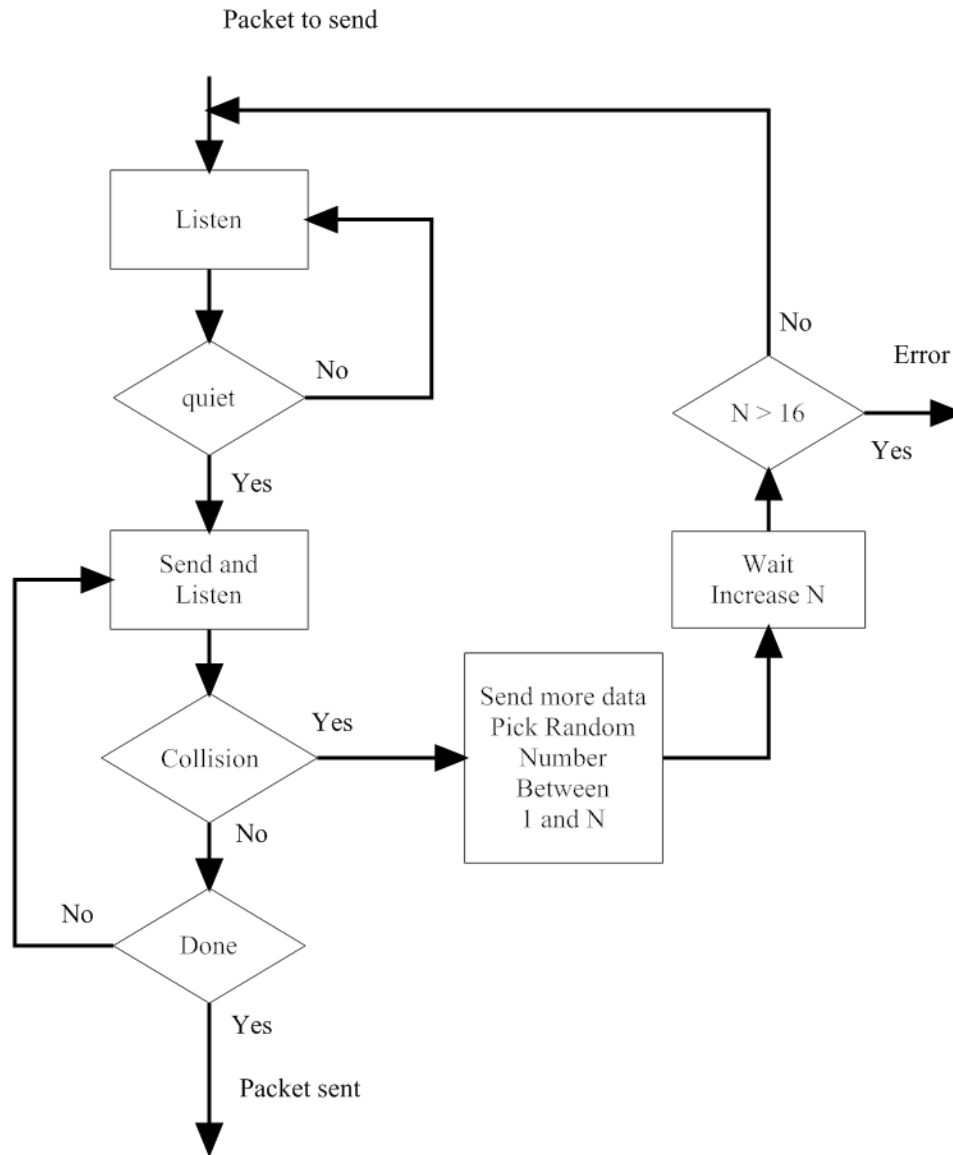 Packet to send
Listen
No
quiet
Yes
Send and
Listen
Collision
Yes
No
Done
No
Yes
Packet sent
Send more data
Pick Random
Number
Between
1 and N
Wait
Increase N
N > 16
No
Yes
Error